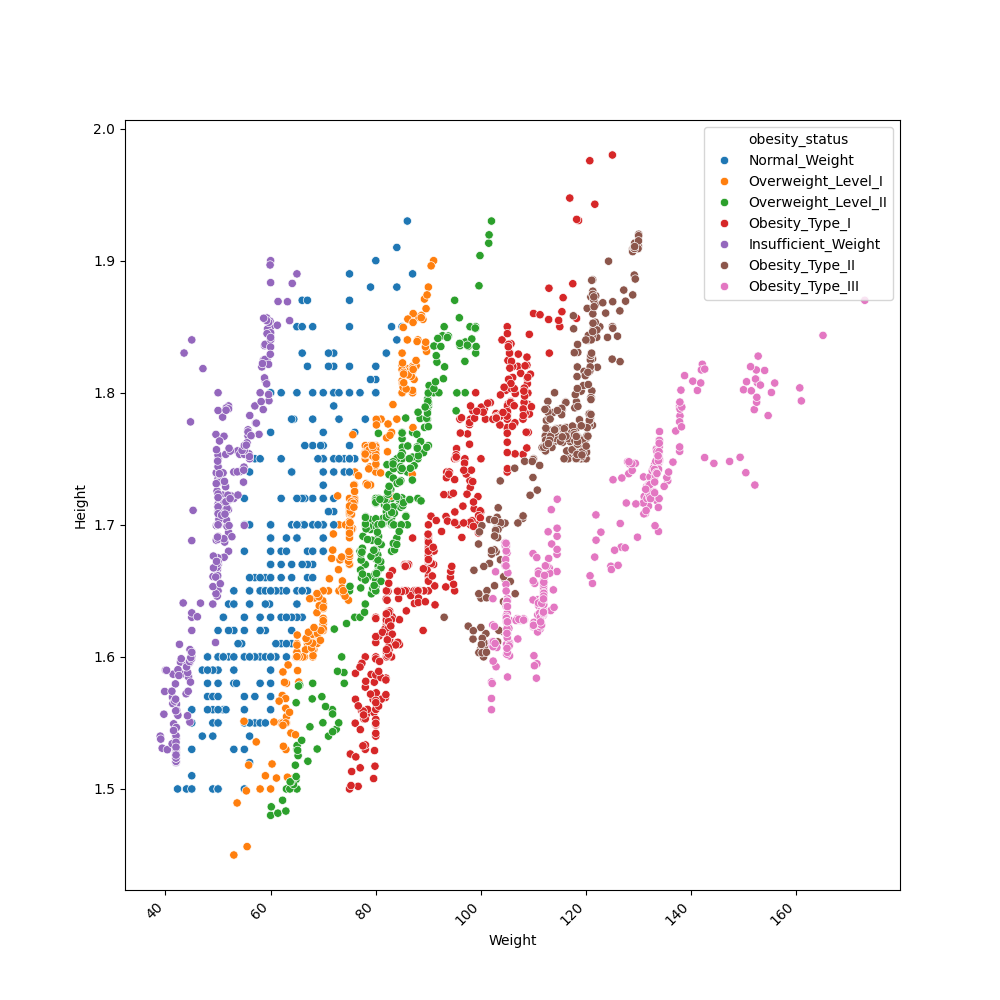 2.0
1.9
1.8
1.7
1.6
1.5
Height
40
60
80
100
120
140
160
Weight
obesity_status
Normal_Weight
Overweight_Level_I
Overweight_Level_II
Obesity_Type_I
Insufficient_Weight
Obesity_Type_II
Obesity_Type_III